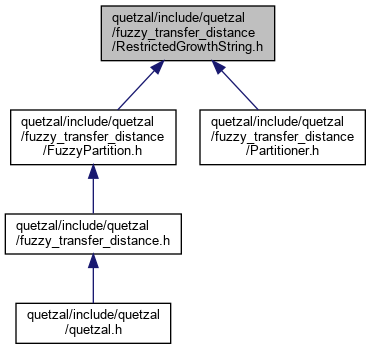 quetzal/include/quetzal
/fuzzy_transfer_distance
/RestrictedGrowthString.h
quetzal/include/quetzal
/fuzzy_transfer_distance
/FuzzyPartition.h
quetzal/include/quetzal
/fuzzy_transfer_distance
/Partitioner.h
quetzal/include/quetzal
/fuzzy_transfer_distance.h
quetzal/include/quetzal
/quetzal.h